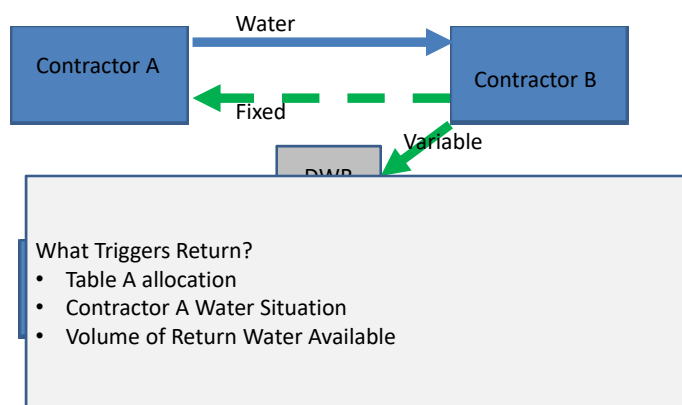 Water
Contractor A
Contractor B
Fixed
Variable
What Triggers Return?
• Table A allocation
• Contractor A Water Situation
• Volume of Return Water Available